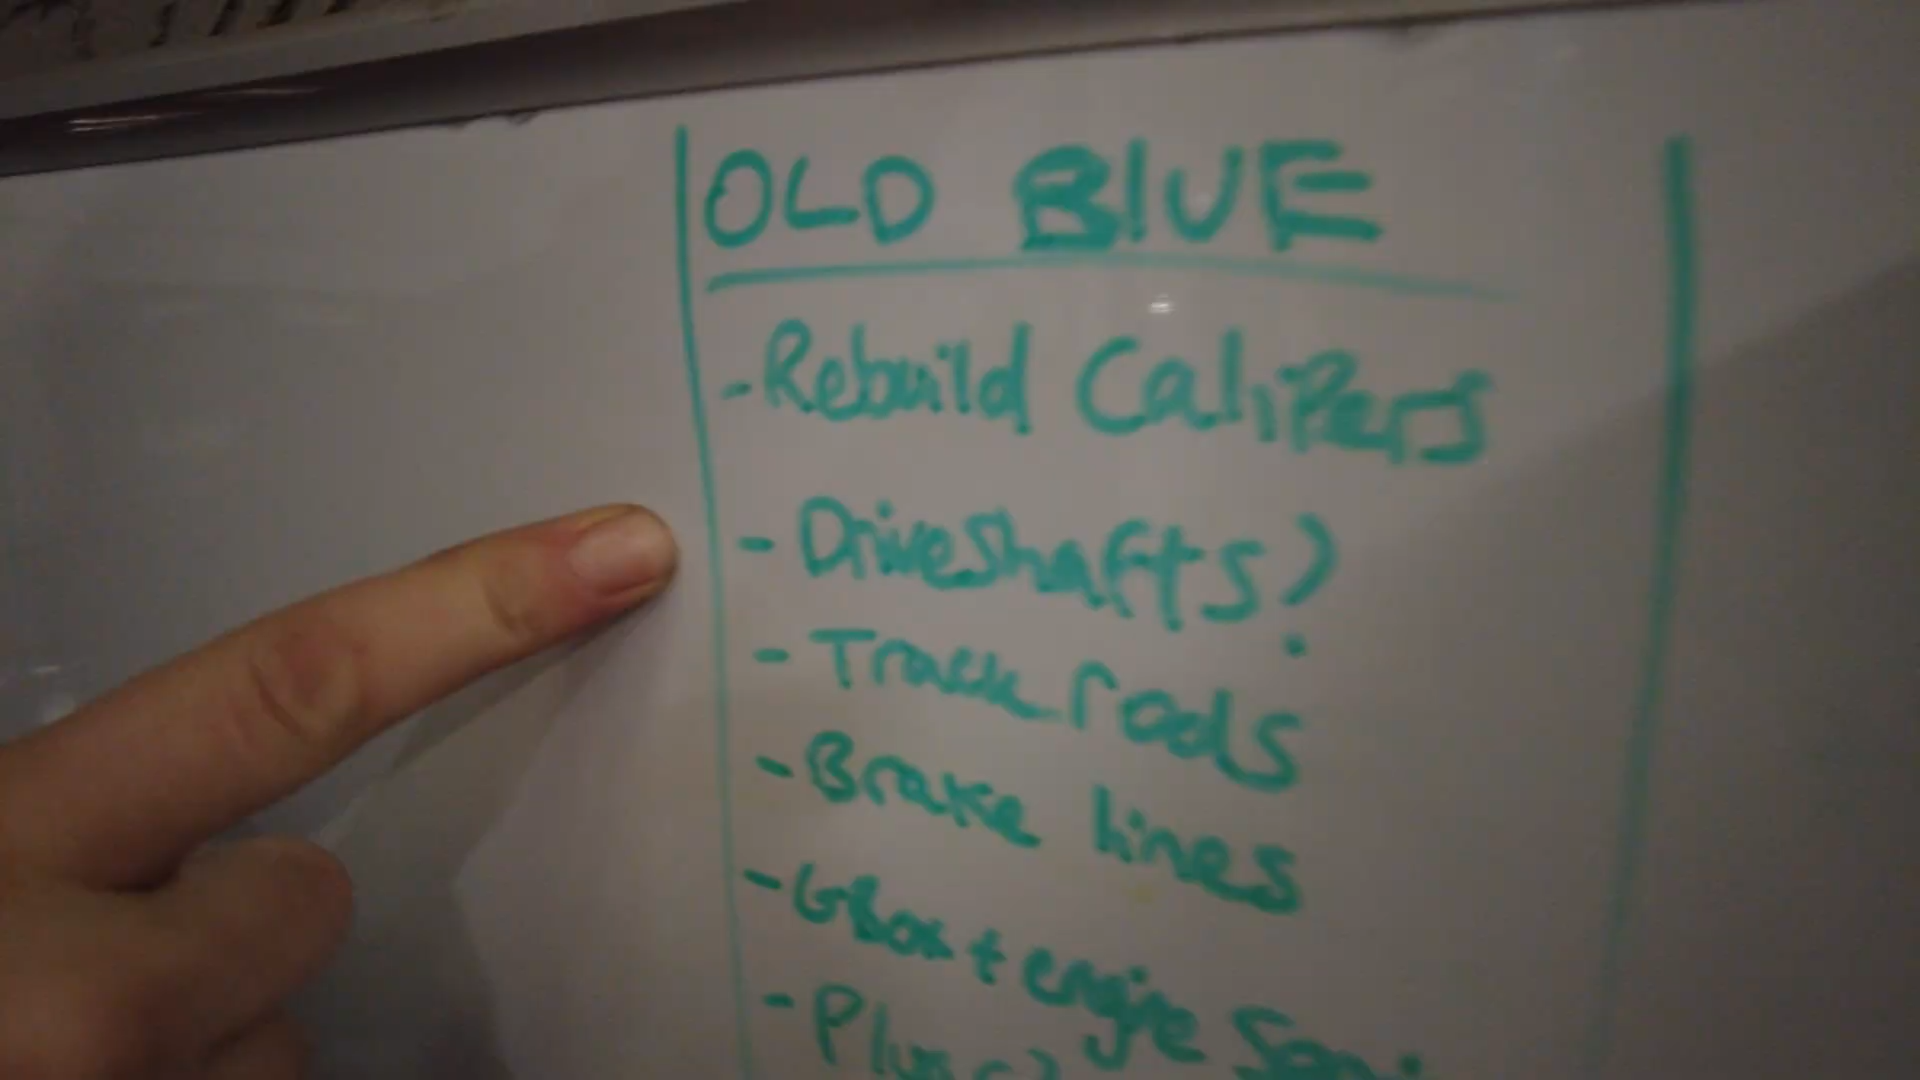 OLD BLUE
- Rebuild Calipers
- Driveshafts?
- Track rods
- Brake lines
- GBox + engine